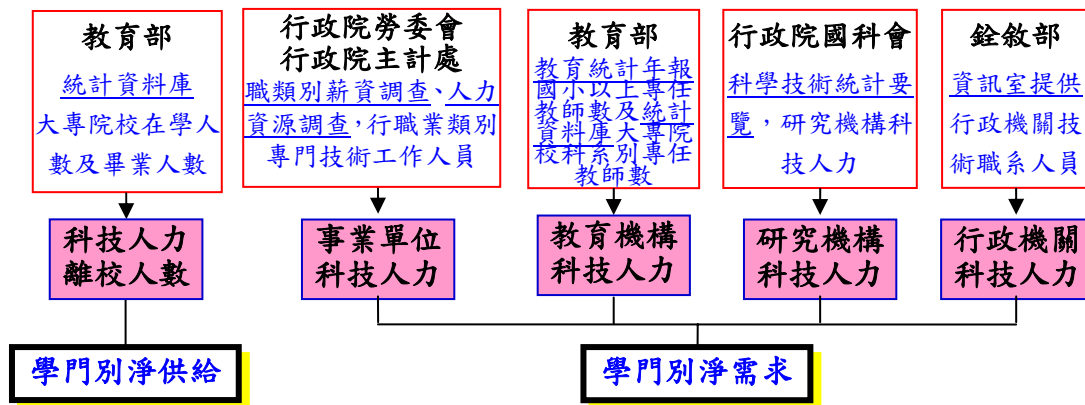 教育部
統計資料庫
大專院校在學人
數及畢業人數
行政院勞委會
行政院主計處
職類別薪資調查、人力
資源調查，行職業類別
專門技術工作人員
教育部
教育統計年報
國小以上專任
教師數及統計
資料庫大專院
校科系別專任
教師數
行政院國科會
科學技術統計要
覽，研究機構科
技人力
銓敘部
資訊室提供
行政機關技
術職系人員
科技人力
離校人數
事業單位
科技人力
教育機構
科技人力
研究機構
科技人力
行政機關
科技人力
學門別淨供給
學門別淨需求